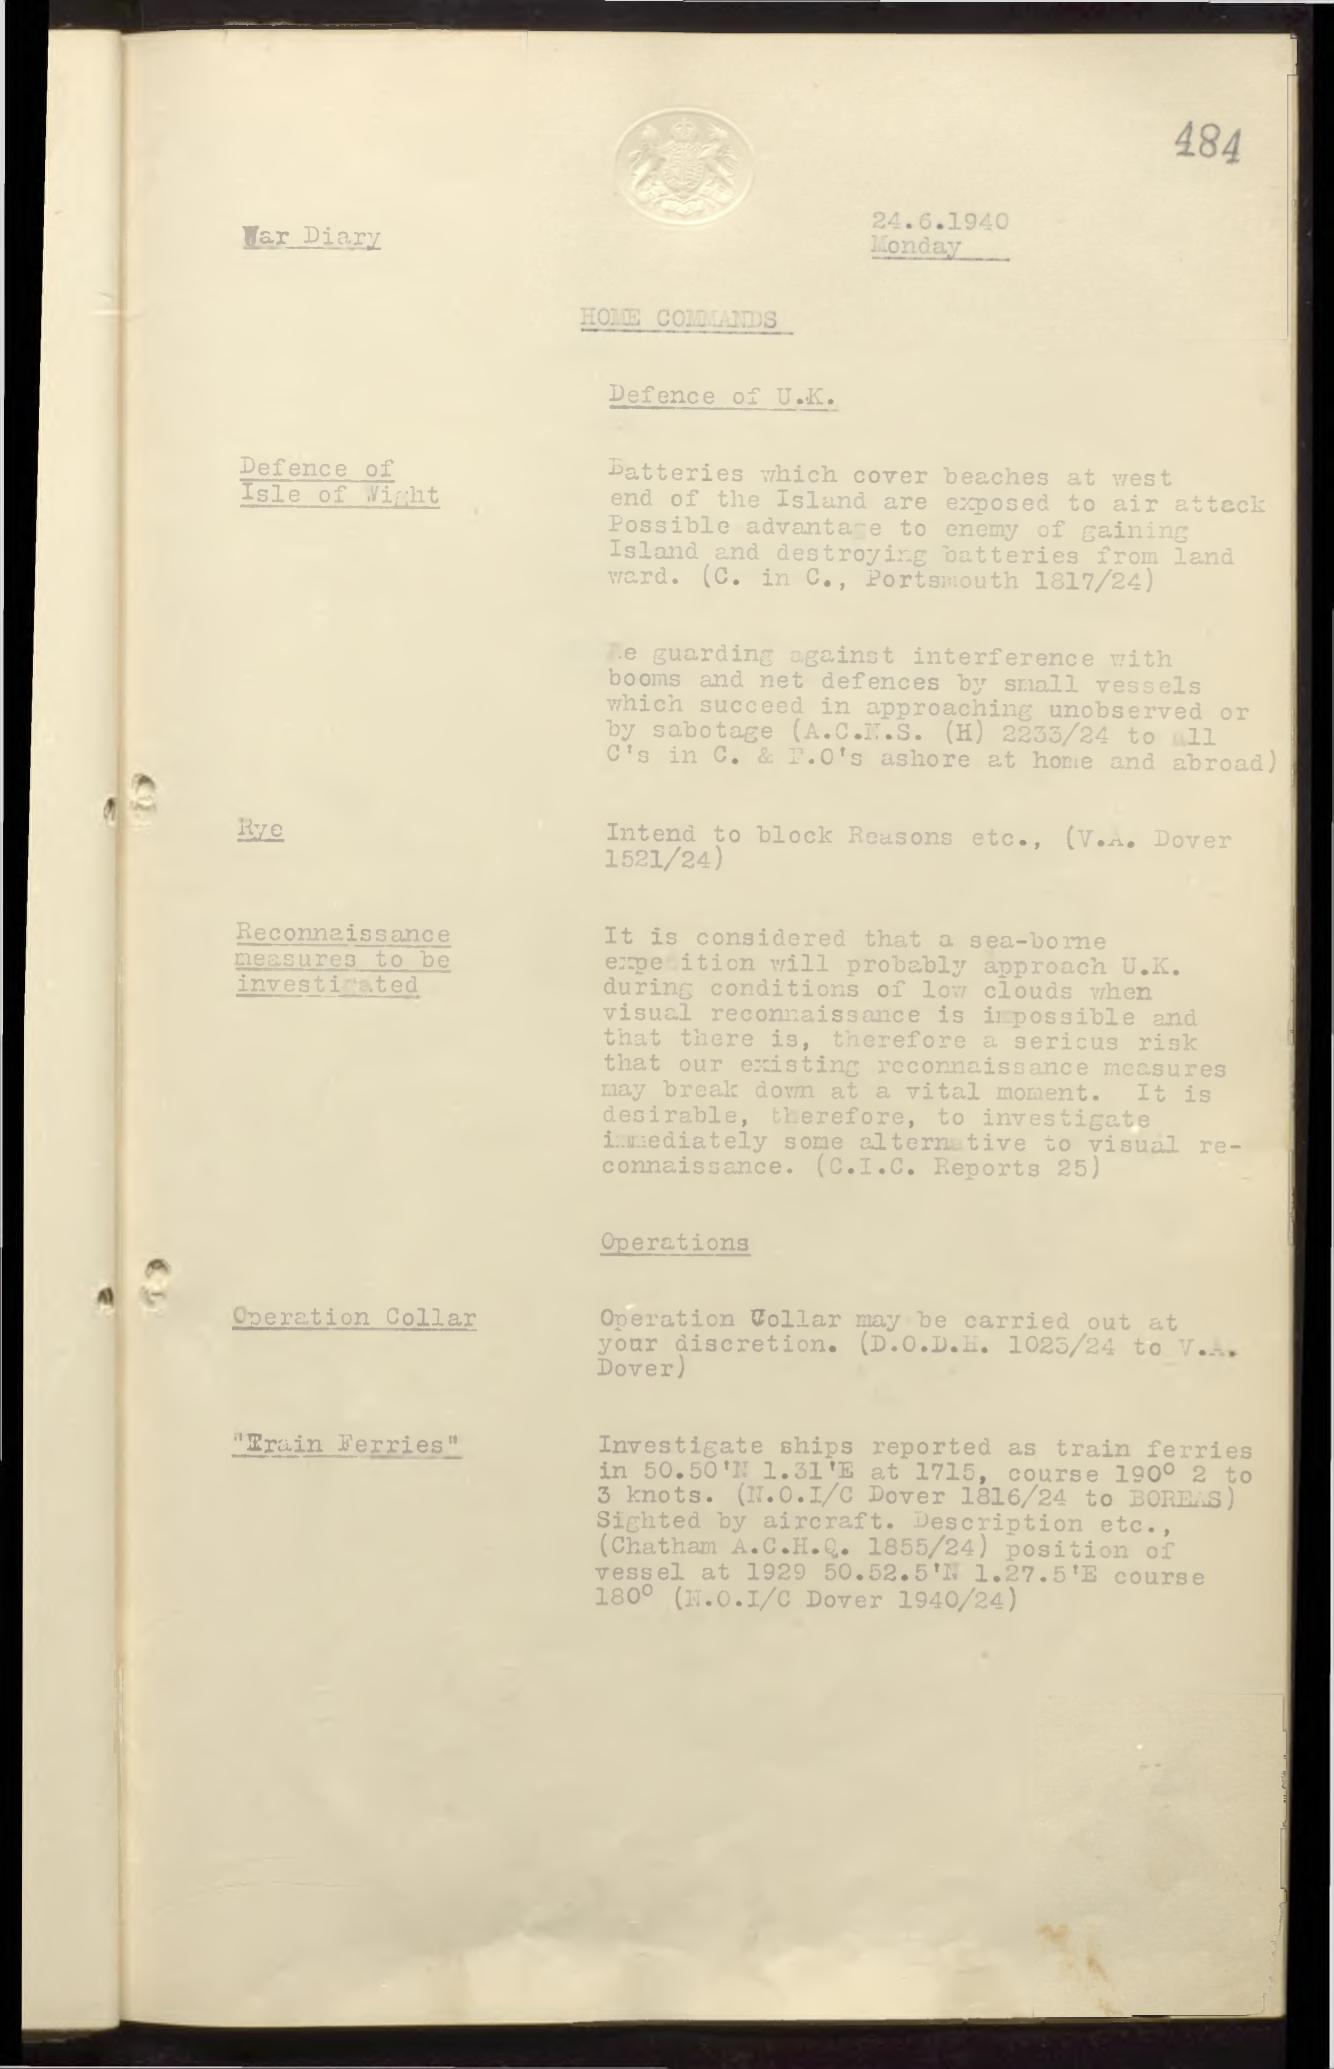 484
War Diary
24.6.1940
Monday
HOME COMMANDS
Defence of U.K.
Defence of
Isle of Wight
Batteries which cover beaches at west
end of the Island are exposed to air attack
Possible advantage to enemy of gaining
Island and destroying batteries from land
ward. (C. in C., Portsmouth 1817/24)
Re guarding against interference with
booms and net defences by small vessels
which succeed in approaching unobserved or
by sabotage (A.C.N.S. (H) 2233/24 to all
C's in C. & F.O's ashore at home and abroad)
Rye
Intend to block Reasons etc., (V.A. Dover
1521/24)
Reconnaissance
measures to be
investigated
It is considered that a sea-borne
expedition will probably approach U.K.
during conditions of low clouds when
visual reconnaissance is impossible and
that there is, therefore a serious risk
that our existing reconnaissance measures
may break down at a vital moment. It is
desirable, therefore, to investigate
immediately some alternative to visual re-
connaissance. (C.I.C. Reports 25)
Operations
Operation Collar
Operation Collar may be carried out at
your discretion. (D.O.D.H. 1023/24 to V.A.
Dover)
"Train Ferries"
Investigate ships reported as train ferries
in 50.50'N 1.31'E at 1715, course 190° 2 to
3 knots. (N.O.I/C Dover 1816/24 to BOREAS)
Sighted by aircraft. Description etc.,
(Chatham A.C.H.Q. 1855/24) position of
vessel at 1929 50.52.5'N 1.27.5'E course
180° (N.O.I/C Dover 1940/24)